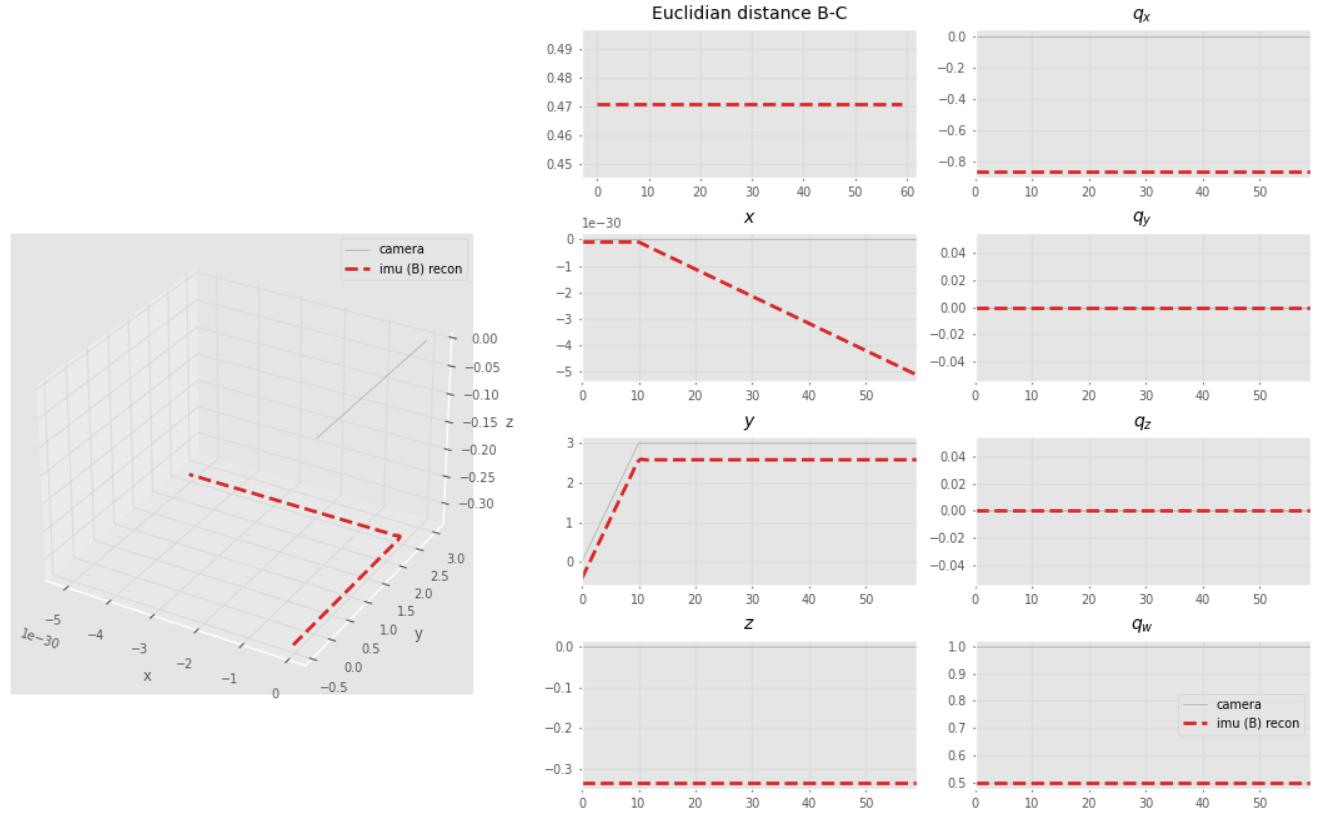 Euclidian distance B-C
0.49
0.48
0.47
0.46
0.45
0 10 20 30 40 50 60
q_x
0.0
−0.2
−0.4
−0.6
−0.8
0 10 20 30 40 50
x
1e−30
0
−1
−2
−3
−4
−5
0 10 20 30 40 50
q_y
0.04
0.02
0.00
−0.02
−0.04
0 10 20 30 40 50
camera
imu (B) recon
0.00
−0.05
−0.10
−0.15
−0.20
−0.25
−0.30
z
3.0
2.5
2.0
1.5
1.0
0.5
0.0
−0.5
y
−5
−4
−3
−2
−1
0
1e−30
x
y
3
2
1
0
0 10 20 30 40 50
q_z
0.04
0.02
0.00
−0.02
−0.04
0 10 20 30 40 50
z
0.0
−0.1
−0.2
−0.3
0 10 20 30 40 50
q_w
1.0
0.9
0.8
0.7
0.6
0.5
camera
imu (B) recon
0 10 20 30 40 50